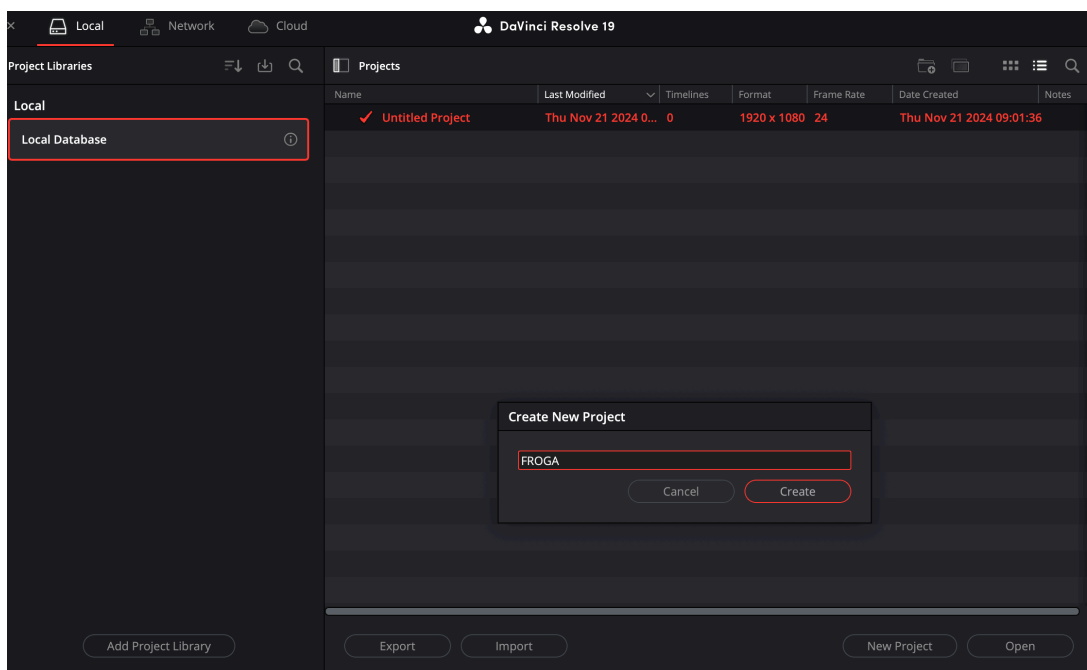 Local Network Cloud DaVinci Resolve 19
Project Libraries Projects
Name Last Modified Timelines Format Frame Rate Date Created Notes
Local
Untitled Project Thu Nov 21 2024 0... 0 1920 x 1080 24 Thu Nov 21 2024 09:01:36
Local Database
Create New Project
FROGA
Cancel Create
Add Project Library Export Import New Project Open